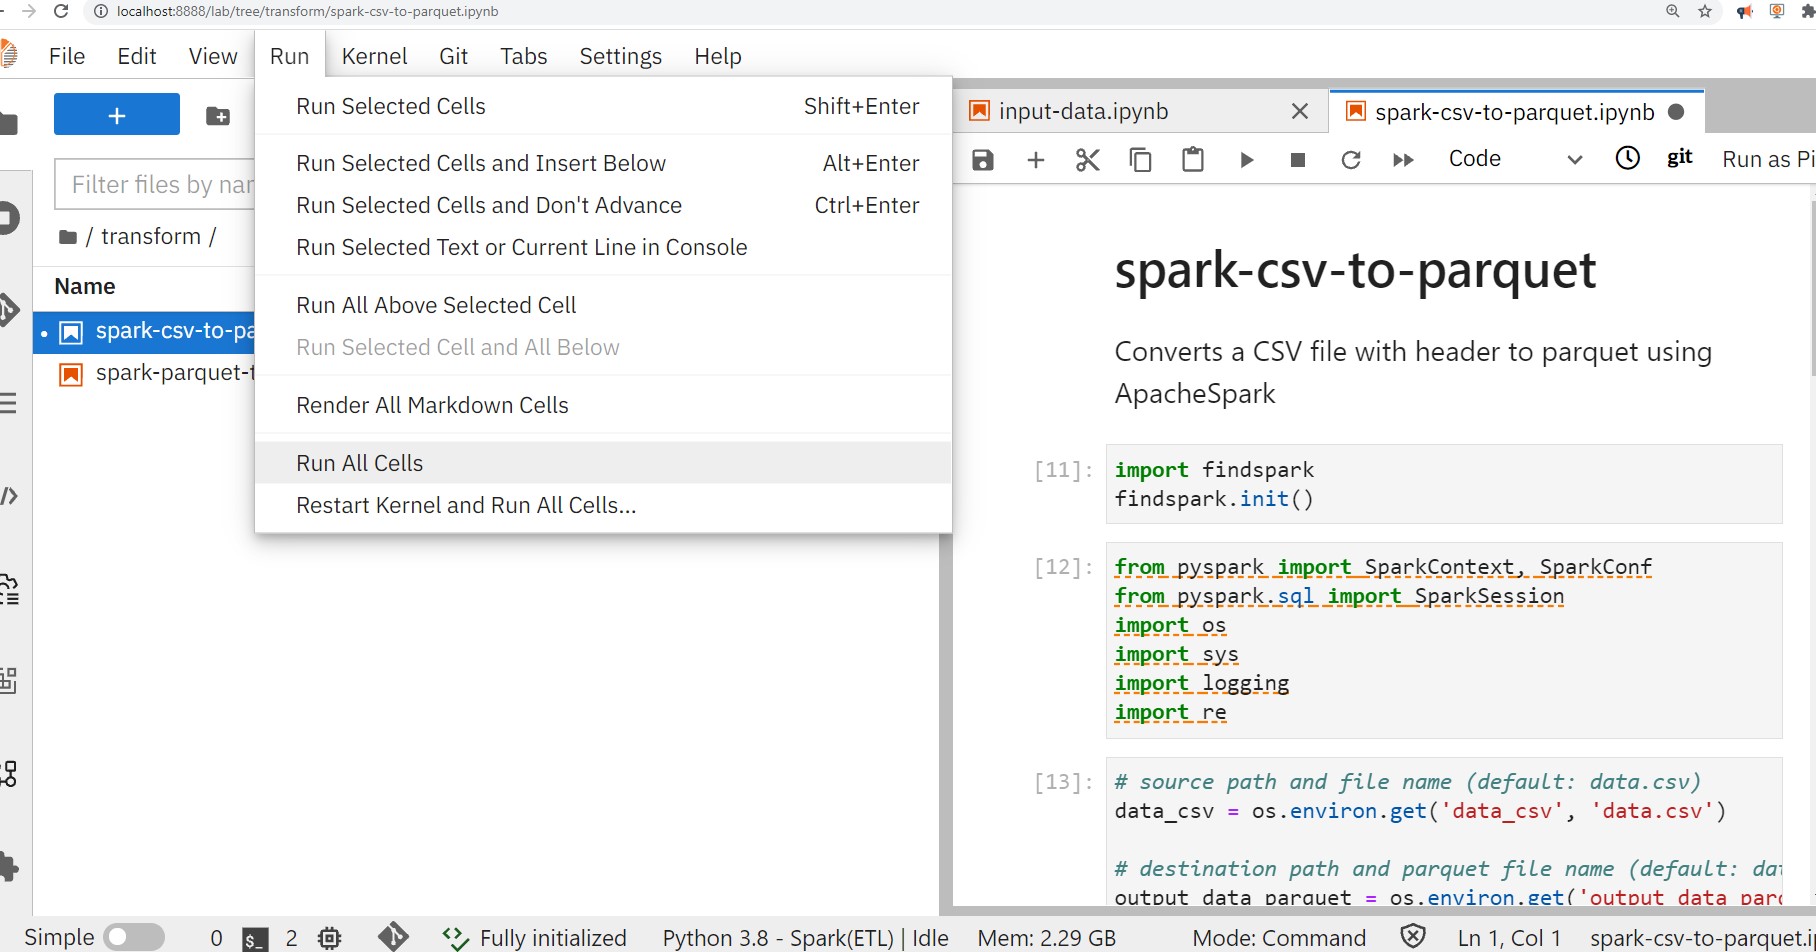 localhost:8888/lab/tree/transform/spark-csv-to-parquet.ipynb
File Edit View Run Kernel Git Tabs Settings Help
+
Filter files by nar
/ transform /
Name
spark-csv-to-pa
spark-parquet-t
Run Selected Cells Shift+Enter
Run Selected Cells and Insert Below Alt+Enter
Run Selected Cells and Don't Advance Ctrl+Enter
Run Selected Text or Current Line in Console
Run All Above Selected Cell
Run Selected Cell and All Below
Render All Markdown Cells
Run All Cells
Restart Kernel and Run All Cells...
input-data.ipynb spark-csv-to-parquet.ipynb
Code git Run as Pi
spark-csv-to-parquet
Converts a CSV file with header to parquet using
ApacheSpark
[11]: import findspark
findspark.init()
[12]: from pyspark import SparkContext, SparkConf
from pyspark.sql import SparkSession
import os
import sys
import logging
import re
[13]: # source path and file name (default: data.csv)
data_csv = os.environ.get('data_csv', 'data.csv')
# destination path and parquet file name (default: dat
output_data_parquet = os.environ.get('output_data_parq
Simple 0 $_ 2 Fully initialized Python 3.8 - Spark(ETL) | Idle Mem: 2.29 GB Mode: Command Ln 1, Col 1 spark-csv-to-parquet.ip